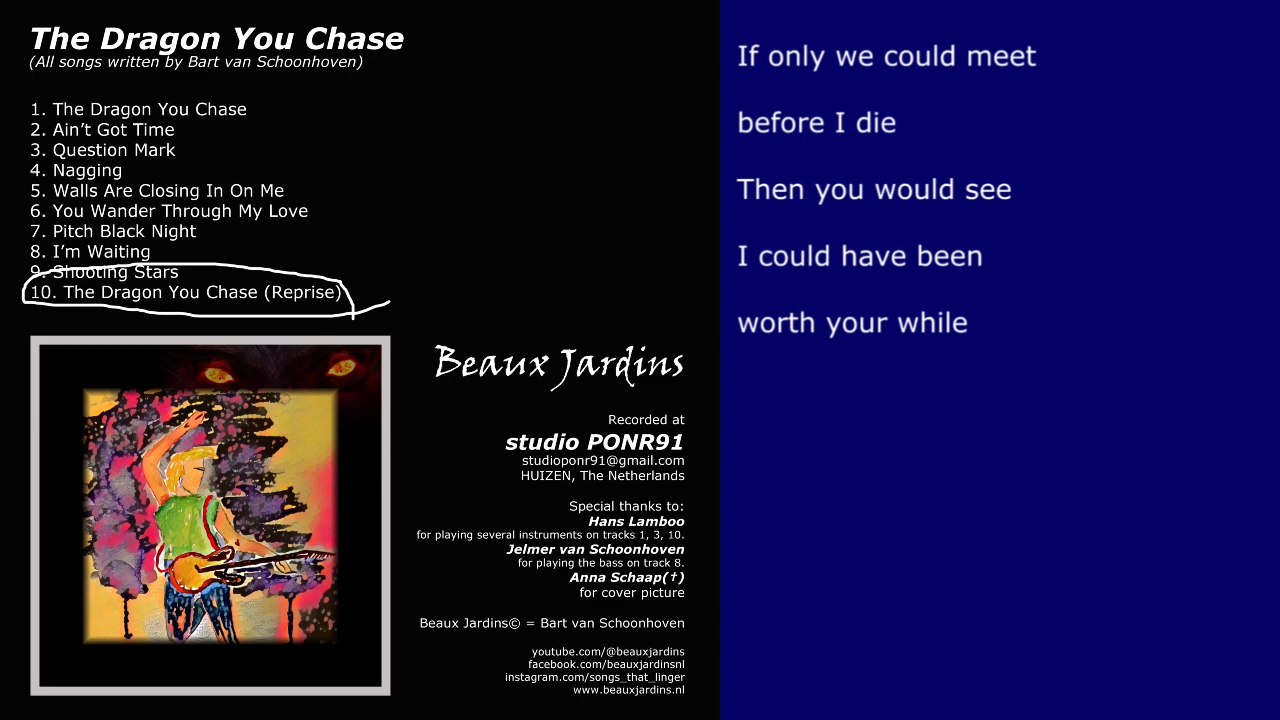 The Dragon You Chase
(All songs written by Bart van Schoonhoven)
1. The Dragon You Chase
2. Ain’t Got Time
3. Question Mark
4. Nagging
5. Walls Are Closing In On Me
6. You Wander Through My Love
7. Pitch Black Night
8. I’m Waiting
9. Shooting Stars
10. The Dragon You Chase (Reprise)
Beaux Jardins
Recorded at
studio PONR91
studioponr91@gmail.com
HUIZEN, The Netherlands
Special thanks to:
Hans Lamboo
for playing several instruments on tracks 1, 3, 10.
Jelmer van Schoonhoven
for playing the bass on track 8.
Anna Schaap(†)
for cover picture
Beaux Jardins© = Bart van Schoonhoven
youtube.com/@beauxjardins
facebook.com/beauxjardinsnl
instagram.com/songs_that_linger
www.beauxjardins.nl
If only we could meet
before I die
Then you would see
I could have been
worth your while